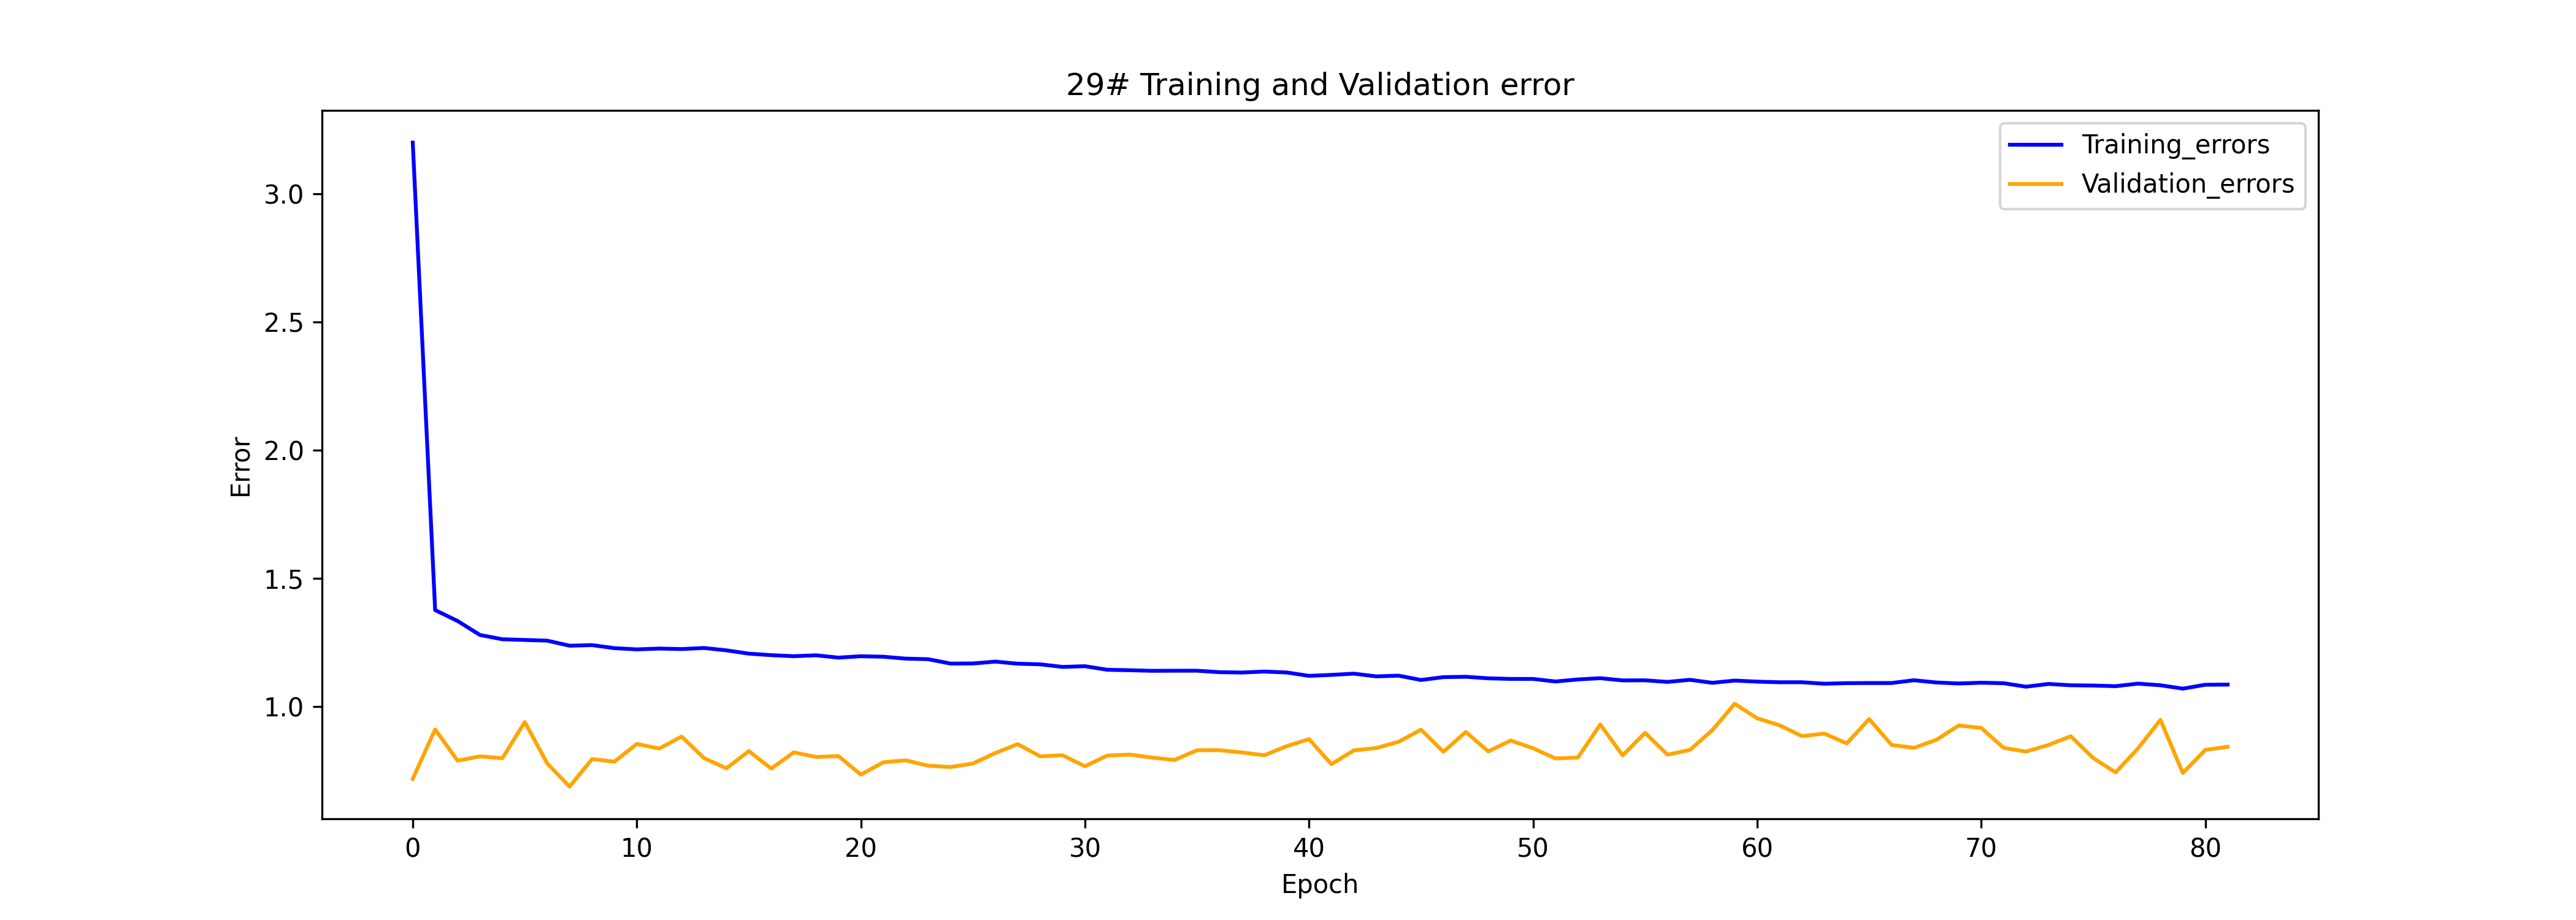 29# Training and Validation error
Training_errors
Validation_errors
3.0
2.5
2.0
1.5
1.0
Error
0 10 20 30 40 50 60 70 80
Epoch